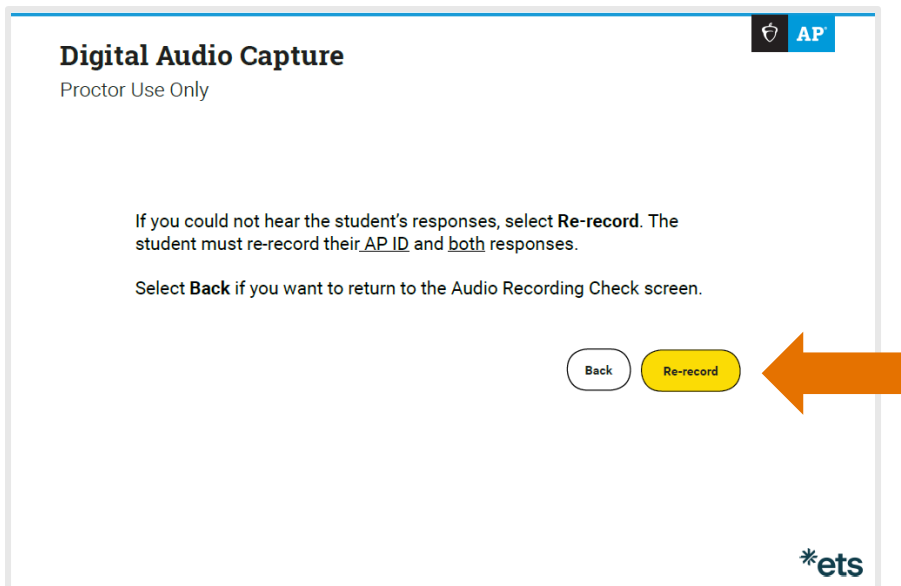 AP
Digital Audio Capture
Proctor Use Only
If you could not hear the student's responses, select Re-record. The
student must re-record their AP ID and both responses.
Select Back if you want to return to the Audio Recording Check screen.
Back
Re-record
*ets